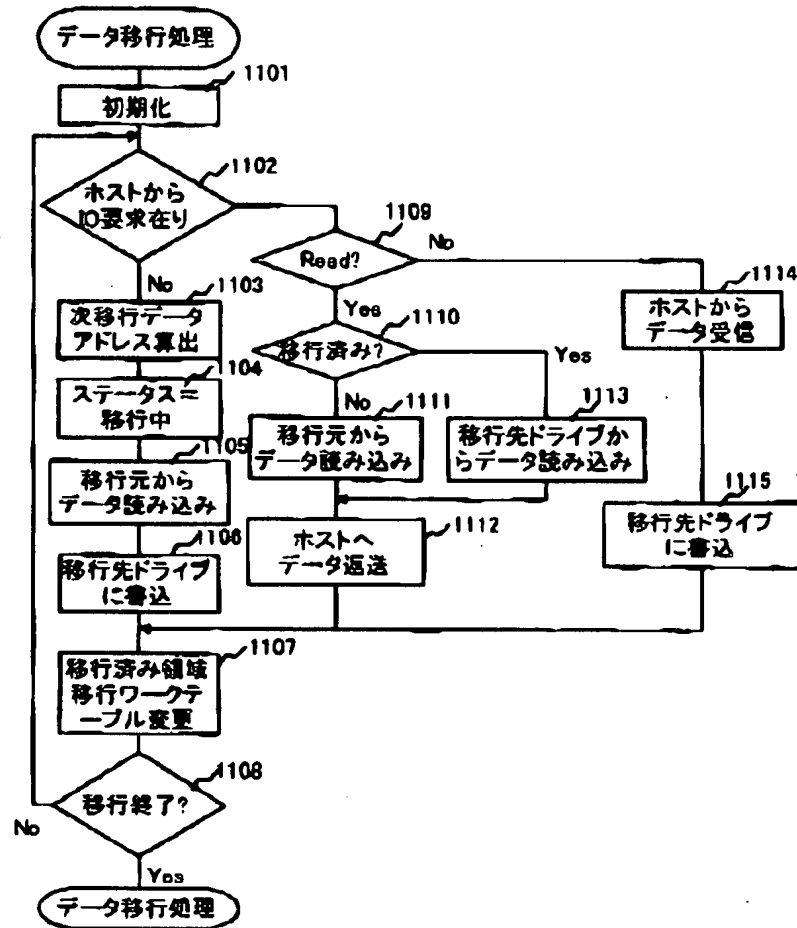 データ移行処理
1101
初期化
1102
ホストから
IO要求在り
No
1103
次移行データ
アドレス算出
1104
ステータス=
移行中
1105
移行元から
データ読み込み
1106
移行先ドライブ
に書込
1107
移行済み領域
移行ワークテ
ーブル変更
1108
移行終了?
No
Yes
データ移行処理
1109
Read?
No
Yes
1110
移行済み?
Yes
No
1111
移行元から
データ読み込み
1113
移行先ドライブか
らデータ読み込み
1112
ホストへ
データ返送
1114
ホストから
データ受信
1115
移行先ドライブ
に書込